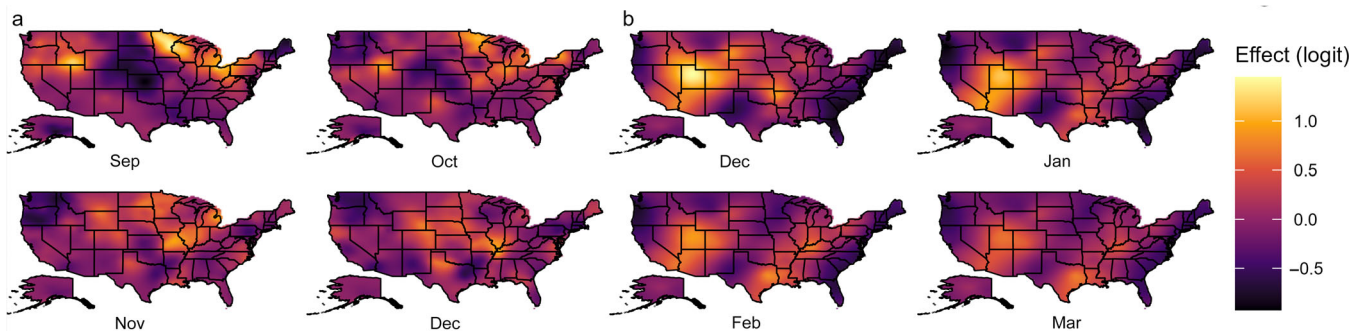 a
b
Effect (logit)
Sep
Oct
Dec
Jan
1.0
0.5
0.0
−0.5
Nov
Dec
Feb
Mar